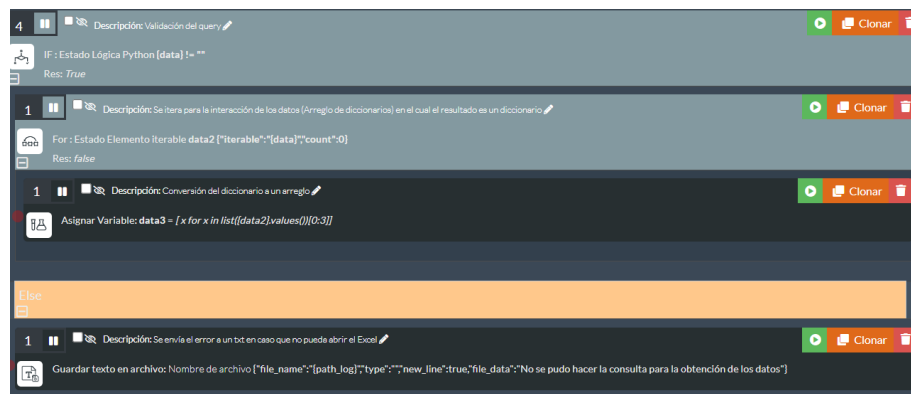 4 Descripción: Validación del query Clonar
IF : Estado Lógica Python {data} != ""
Res: True
1 Descripción: Se itera para la interacción de los datos (Arreglo de diccionarios) en el cual el resultado es un diccionario Clonar
For : Estado Elemento iterable data2 {"iterable":"{data}","count":0}
Res: false
1 Descripción: Conversión del diccionario a un arreglo Clonar
Asignar Variable: data3 = [ x for x in list({data2}.values())[0:3]]
Else
1 Descripción: Se envía el error a un txt en caso que no pueda abrir el Excel Clonar
Guardar texto en archivo: Nombre de archivo {"file_name":"{path_log}","type":"","new_line":true,"file_data":"No se pudo hacer la consulta para la obtención de los datos"}